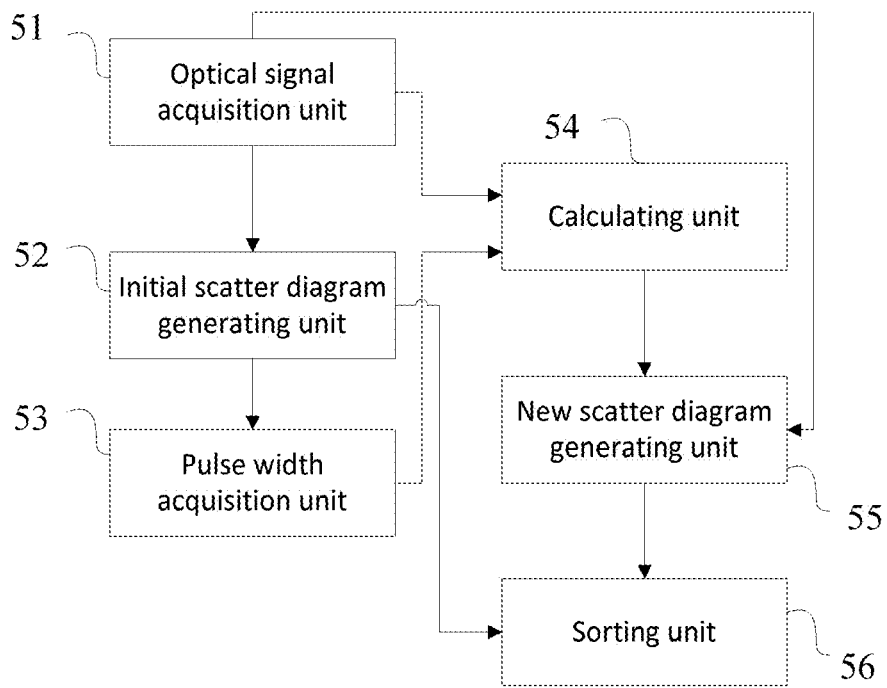 51
Optical signal
acquisition unit
54
Calculating unit
52
Initial scatter diagram
generating unit
53
Pulse width
acquisition unit
New scatter diagram
generating unit
55
Sorting unit
56